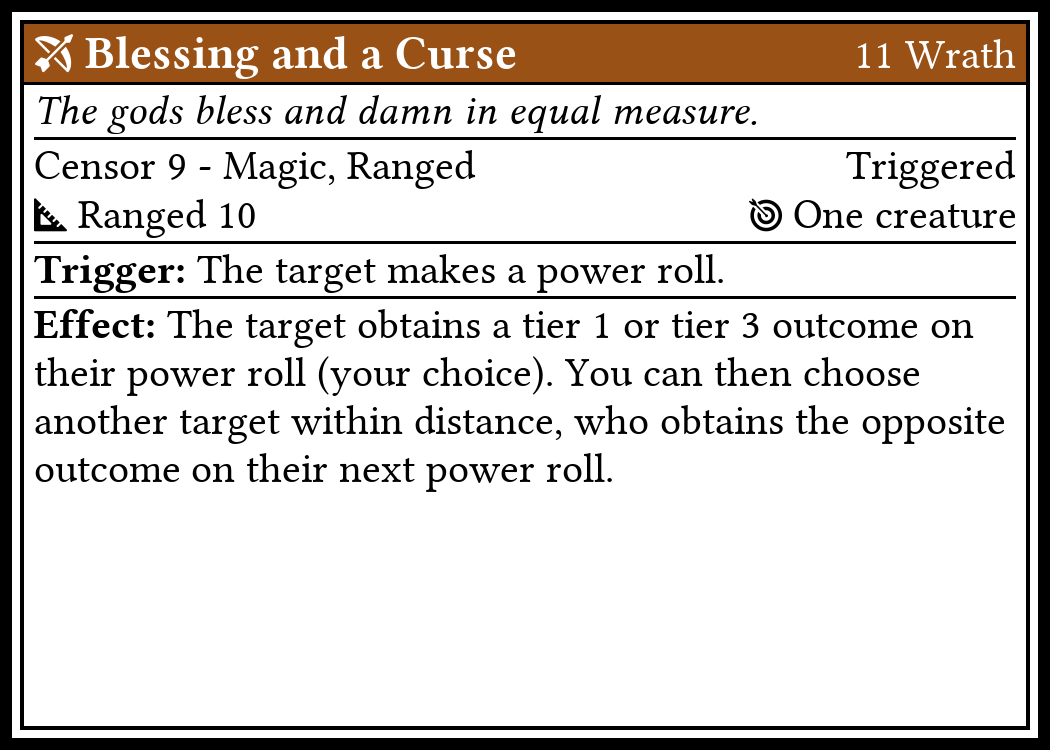 Blessing and a Curse 11 Wrath
The gods bless and damn in equal measure.
Censor 9 - Magic, Ranged Triggered
Ranged 10 One creature
Trigger: The target makes a power roll.
Effect: The target obtains a tier 1 or tier 3 outcome on
their power roll (your choice). You can then choose
another target within distance, who obtains the opposite
outcome on their next power roll.